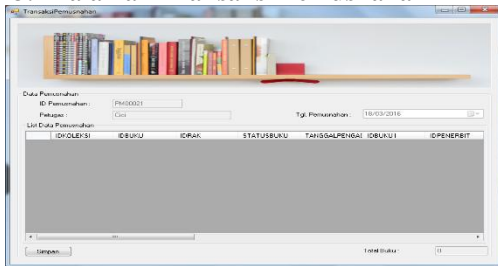 TransaksiPemusnahan
Data Pemusnahan
ID Pemusnahan : PM00021
Petugas : Cici Tgl. Pemusnahan : 18/03/2016
List Data Pemusnahan
IDKOLEKSI IDBUKU IDRAK STATUSBUKU TANGGALPENGAI IDBUKU1 IDPENERBIT
Simpan Total Buku : 0